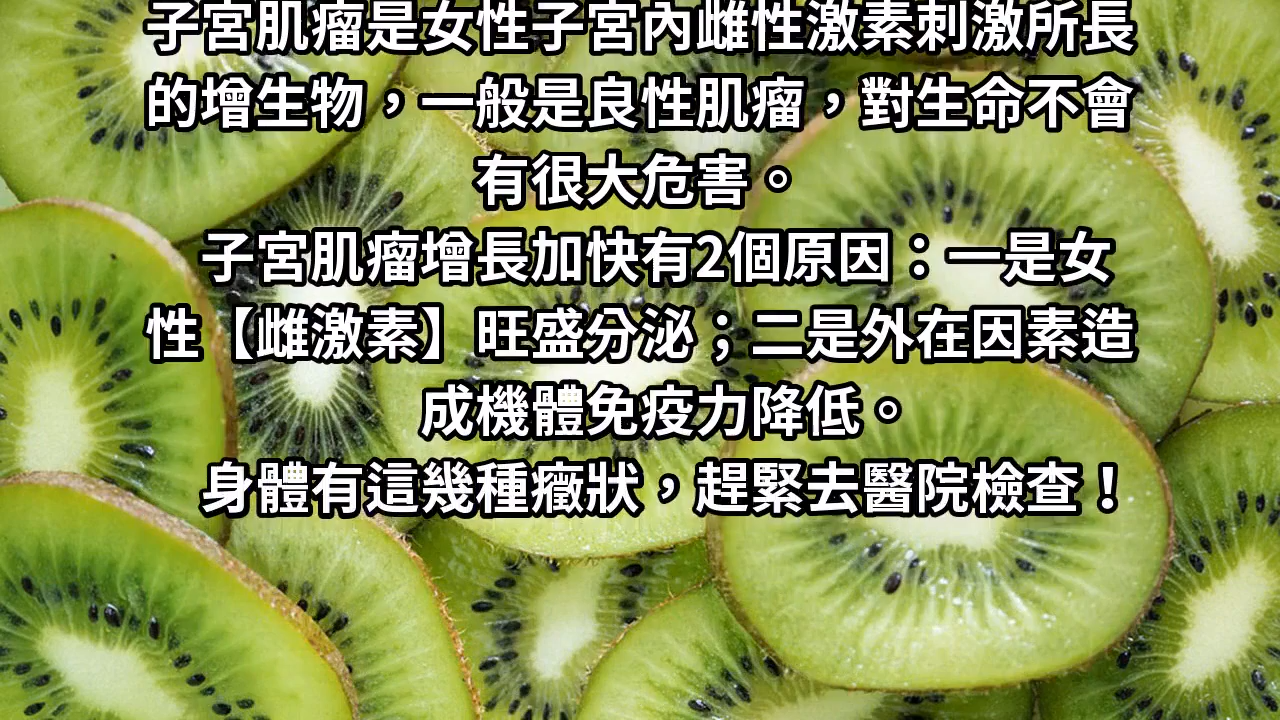 子宮肌瘤是女性子宮內雌性激素刺激所長
的增生物，一般是良性肌瘤，對生命不會
有很大危害。
子宮肌瘤增長加快有2個原因：一是女
性【雌激素】旺盛分泌；二是外在因素造
成機體免疫力降低。
身體有這幾種癥狀，趕緊去醫院檢查！